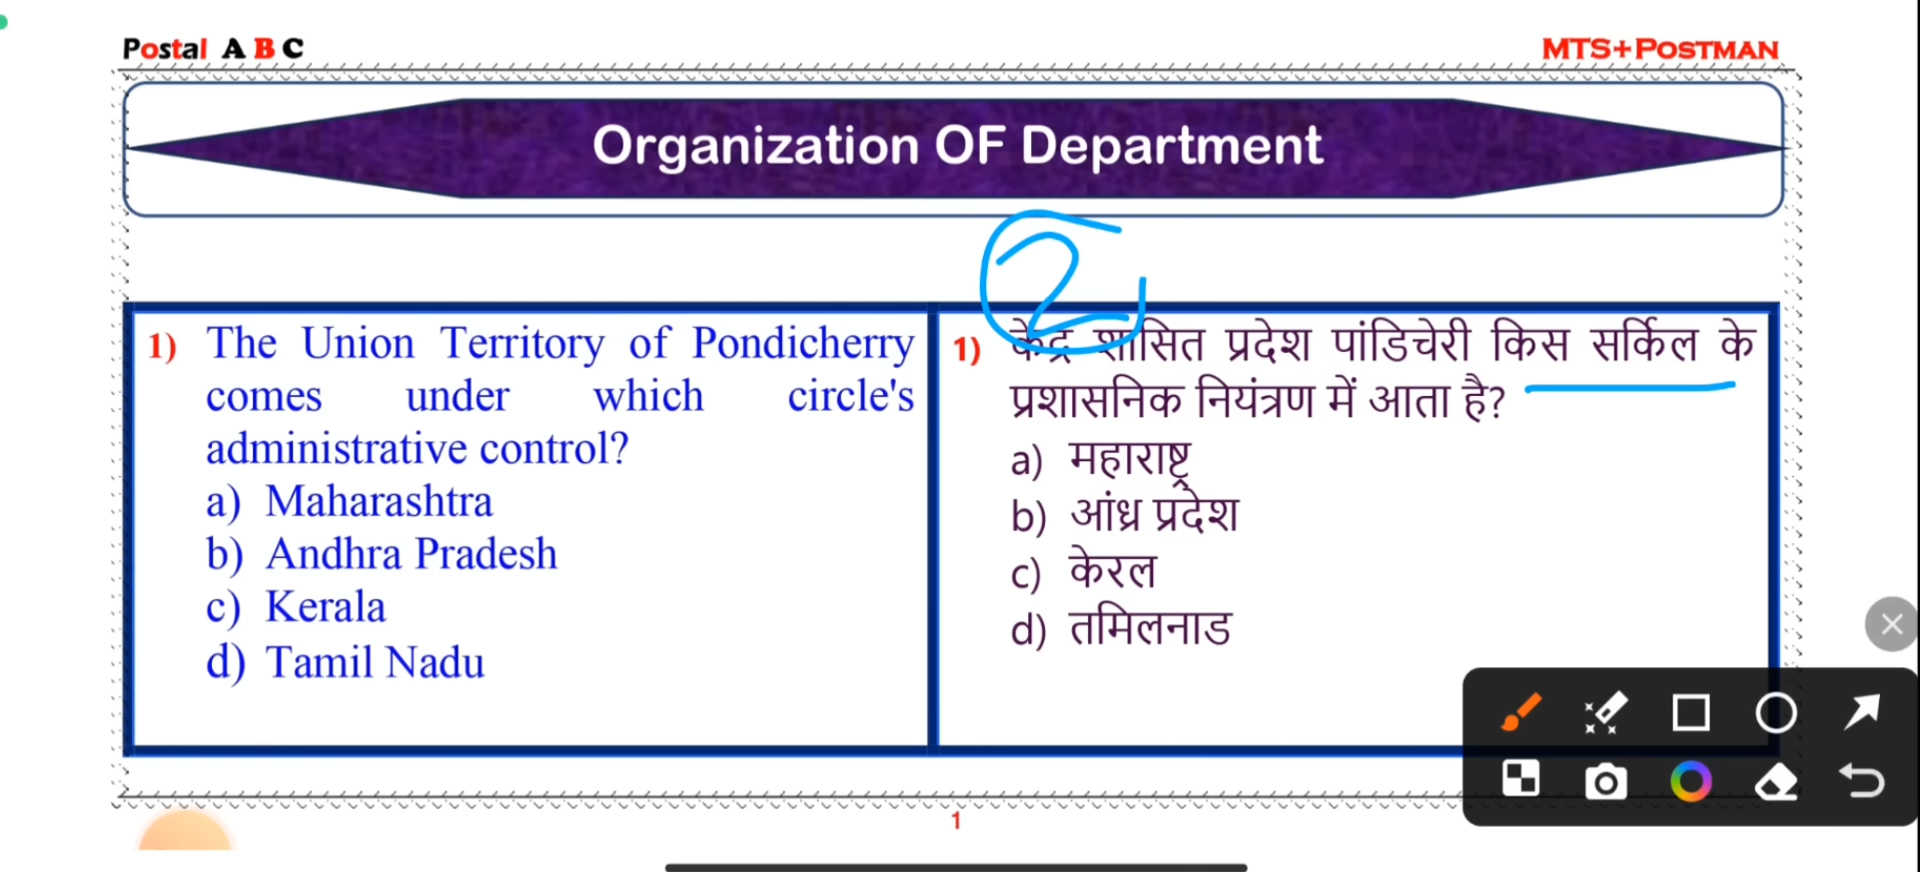 Postal A B C
MTS+POSTMAN
Organization OF Department
2
1) The Union Territory of Pondicherry
comes under which circle's
administrative control?
a) Maharashtra
b) Andhra Pradesh
c) Kerala
d) Tamil Nadu
1) केंद्र शासित प्रदेश पांडिचेरी किस सर्किल के
प्रशासनिक नियंत्रण में आता है?
a) महाराष्ट्र
b) आंध्र प्रदेश
c) केरल
d) तमिलनाड
1